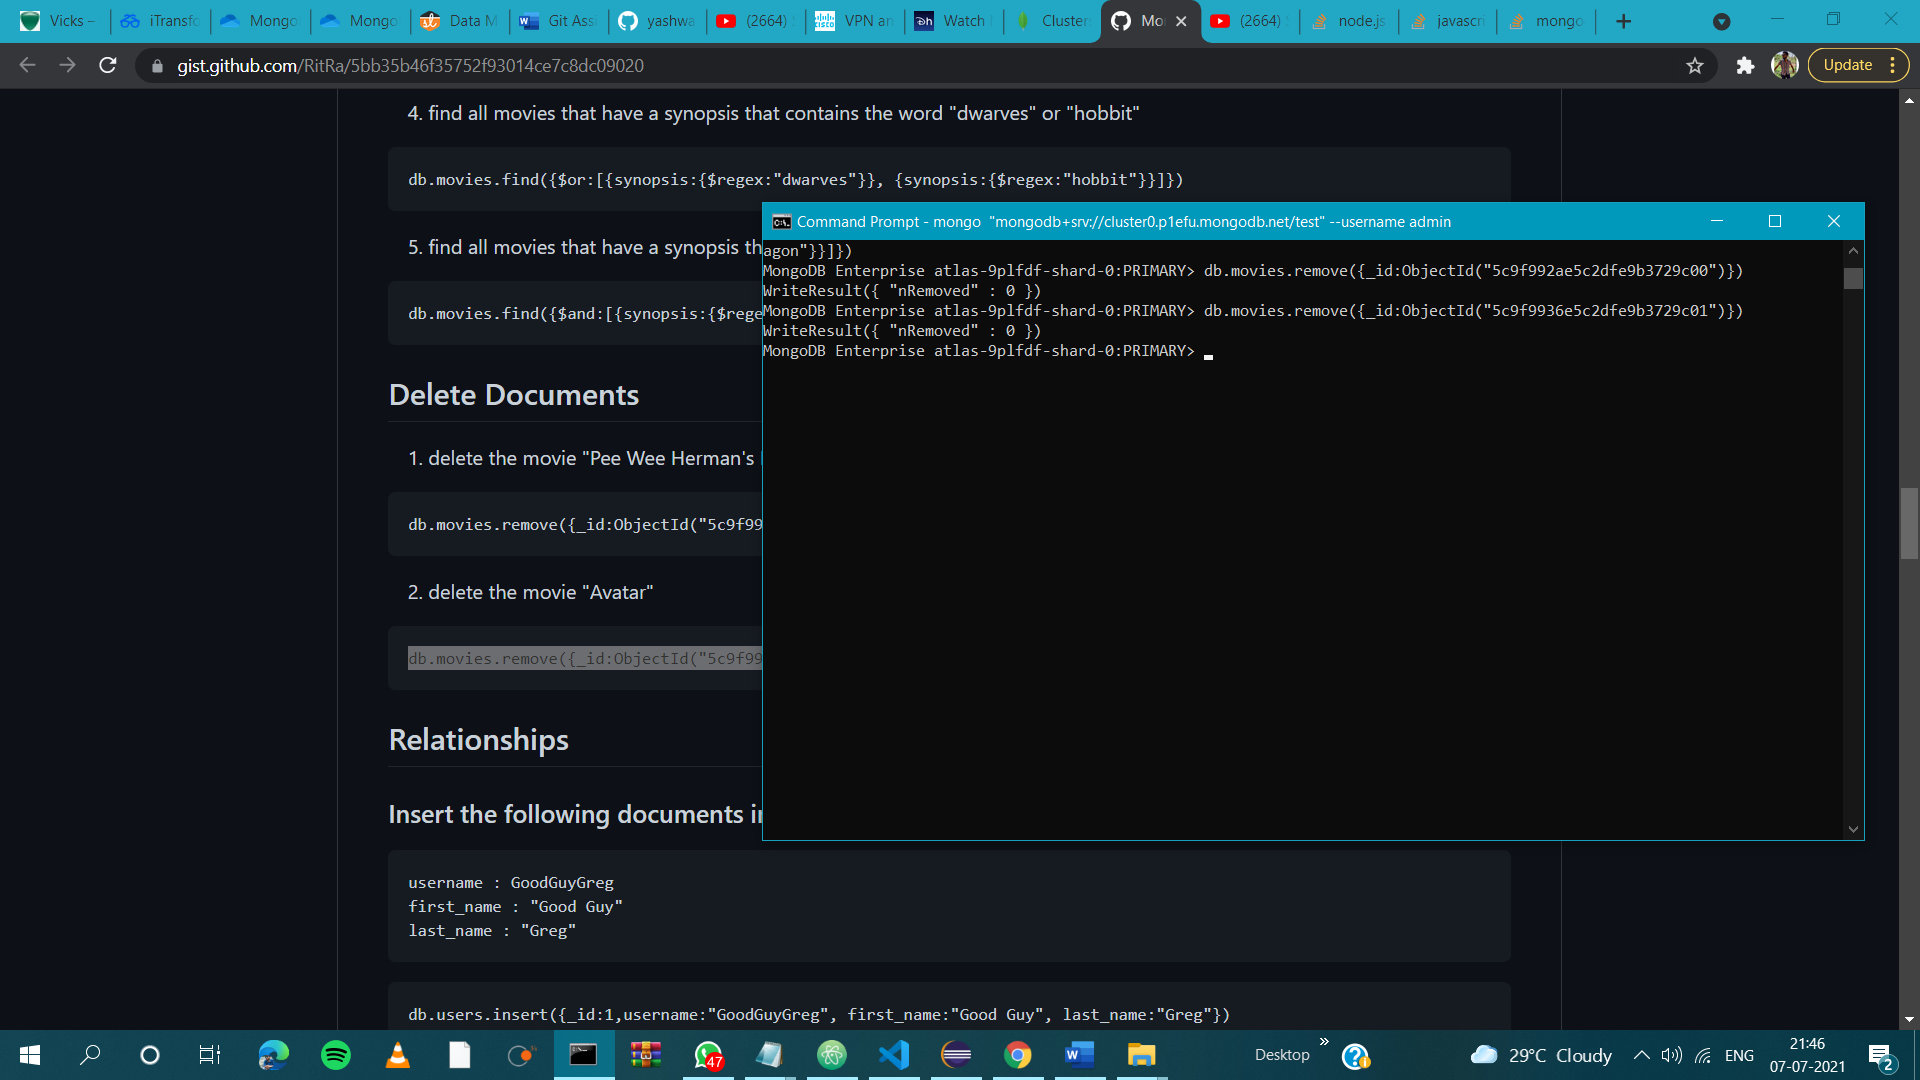 Vicks –
iTransfo
Mongo
Mongo
Data M
Git Assi
yashwa
(2664)
VPN an
Watch
Cluster
Mo
(2664)
node.js
javascri
mongo
gist.github.com/RitRa/5bb35b46f35752f93014ce7c8dc09020
Update
4. find all movies that have a synopsis that contains the word "dwarves" or "hobbit"
db.movies.find({$or:[{synopsis:{$regex:"dwarves"}}, {synopsis:{$regex:"hobbit"}}]})
5. find all movies that have a synopsis th
db.movies.find({$and:[{synopsis:{$rege
Delete Documents
1. delete the movie "Pee Wee Herman's
db.movies.remove({_id:ObjectId("5c9f99
2. delete the movie "Avatar"
db.movies.remove({_id:ObjectId("5c9f99
Relationships
Insert the following documents in
username : GoodGuyGreg
first_name : "Good Guy"
last_name : "Greg"
db.users.insert({_id:1,username:"GoodGuyGreg", first_name:"Good Guy", last_name:"Greg"})
Command Prompt - mongo "mongodb+srv://cluster0.p1efu.mongodb.net/test" --username admin
agon"}}]})
MongoDB Enterprise atlas-9plfdf-shard-0:PRIMARY> db.movies.remove({_id:ObjectId("5c9f992ae5c2dfe9b3729c00")})
WriteResult({ "nRemoved" : 0 })
MongoDB Enterprise atlas-9plfdf-shard-0:PRIMARY> db.movies.remove({_id:ObjectId("5c9f9936e5c2dfe9b3729c01")})
WriteResult({ "nRemoved" : 0 })
MongoDB Enterprise atlas-9plfdf-shard-0:PRIMARY>
47
Desktop
29°C Cloudy
ENG
21:46
07-07-2021
2